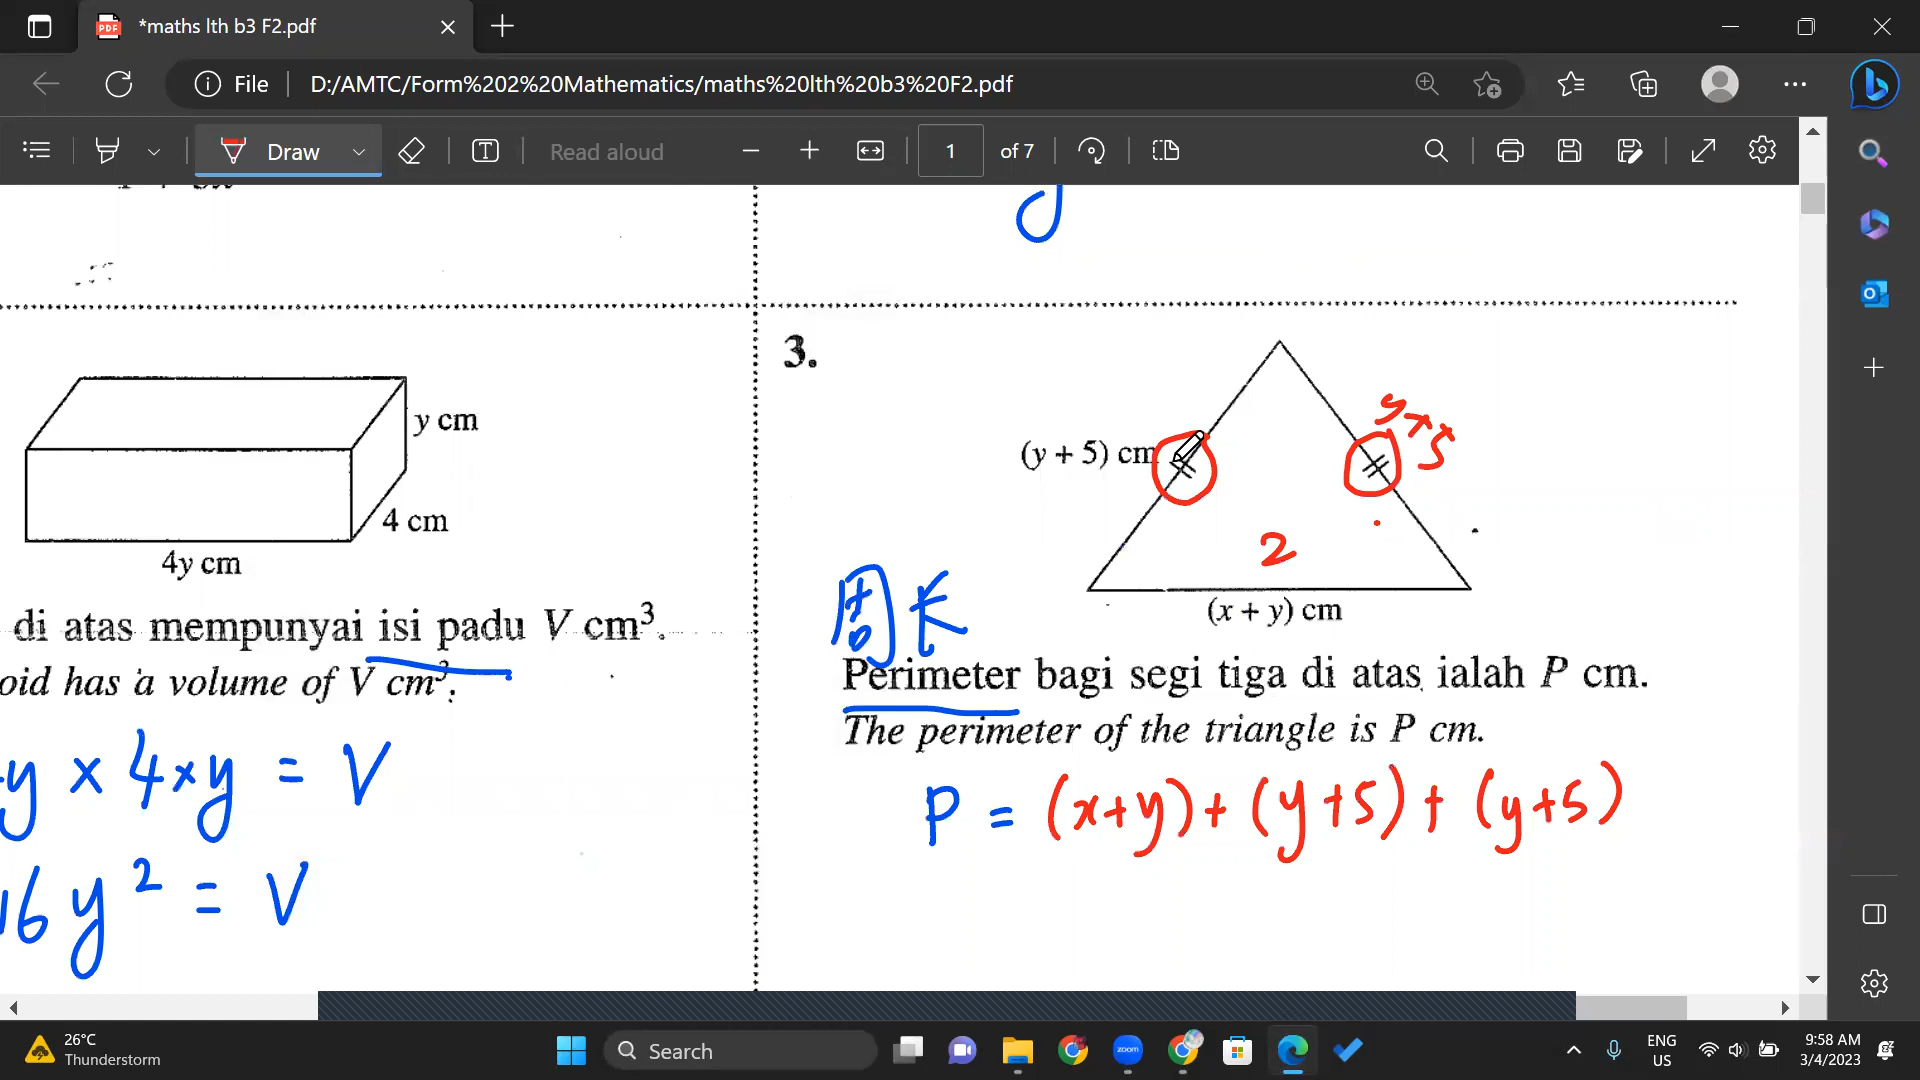 *maths lth b3 F2.pdf
File
D:/AMTC/Form%202%20Mathematics/maths%20lth%20b3%20F2.pdf
Draw
Read aloud
1 of 7
y cm
4 cm
4y cm
di atas mempunyai isi padu V cm³.
oid has a volume of V cm³.
y × 4 × y = V
16y² = V
3.
(y + 5) cm
y+5
2
(x + y) cm
周长
Perimeter bagi segi tiga di atas ialah P cm.
The perimeter of the triangle is P cm.
P = (x+y) + (y+5) + (y+5)
26°C
Thunderstorm
Search
zoom
ENG
US
9:58 AM
3/4/2023